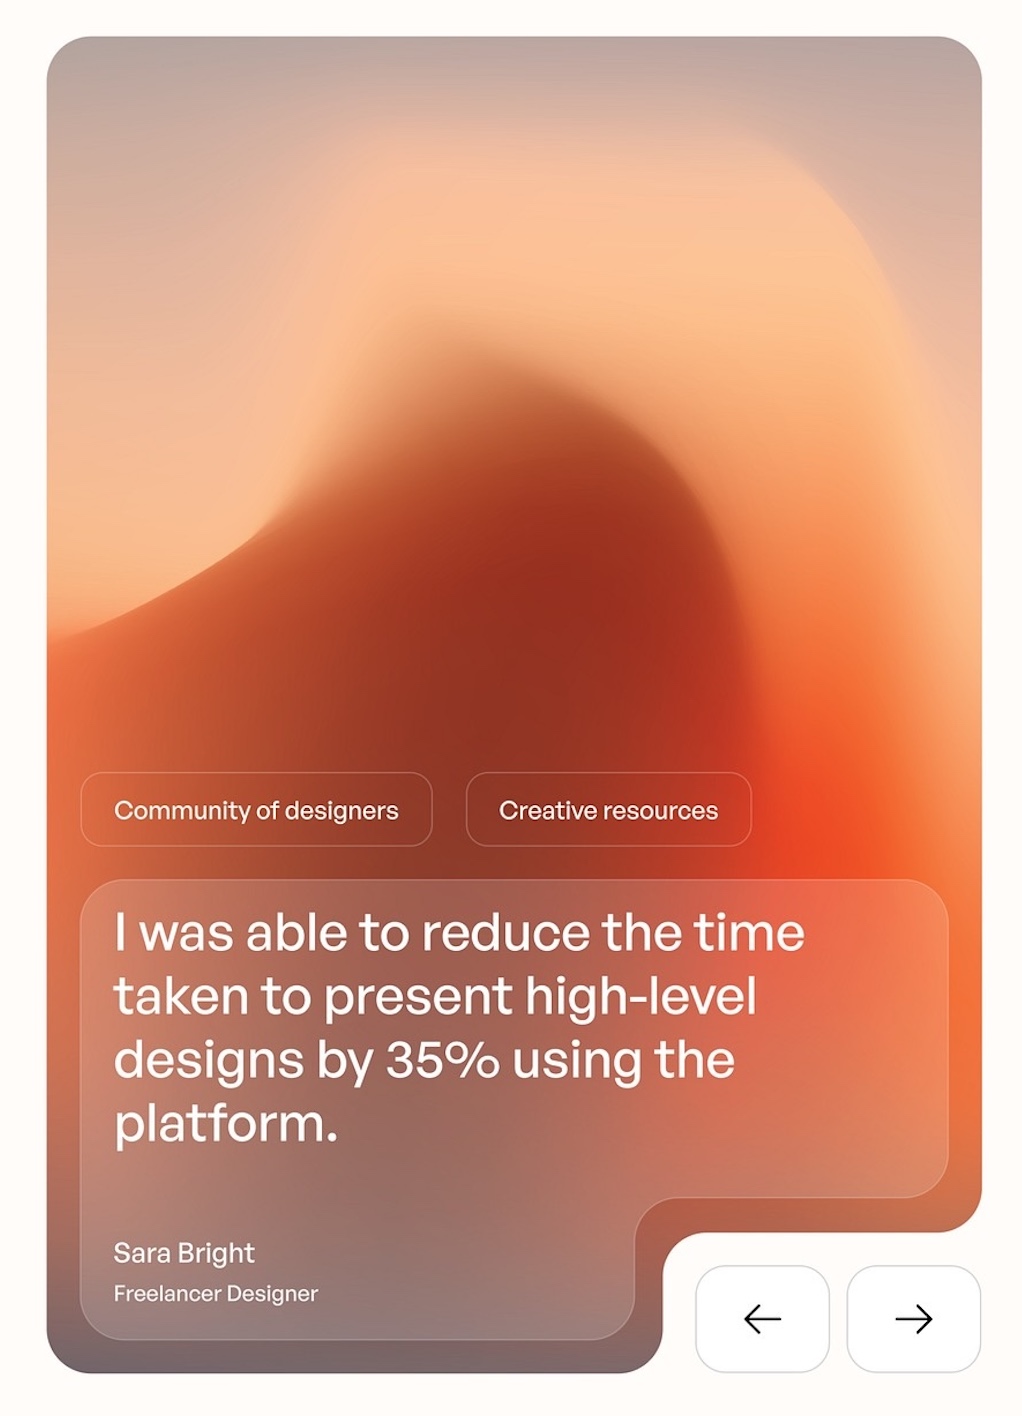 Community of designers
Creative resources
I was able to reduce the time
taken to present high-level
designs by 35% using the
platform.
Sara Bright
Freelancer Designer